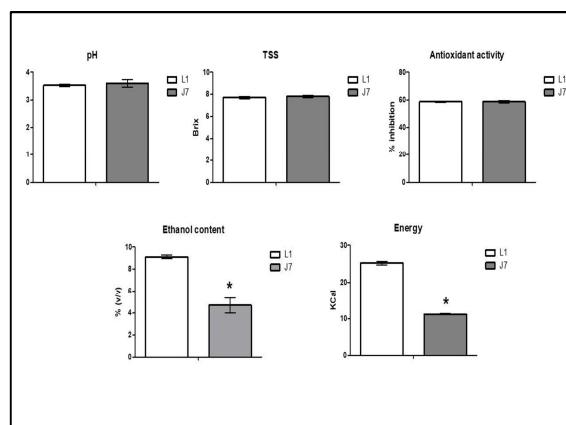 pH
TSS
Antioxidant activity
4
3
2
1
0
L1
J7
Brix
10
8
6
4
2
0
L1
J7
% inhibition
80
60
40
20
0
L1
J7
Ethanol content
Energy
% (v/v)
10
8
6
4
2
0
*
L1
J7
KCal
30
20
10
0
*
L1
J7